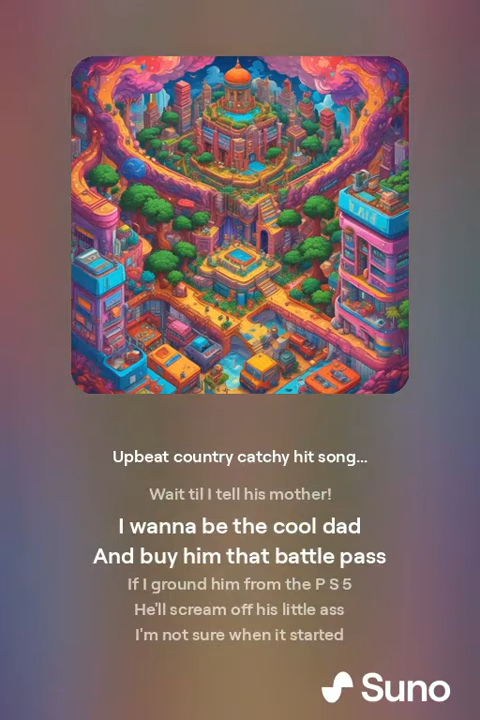 Upbeat country catchy hit song...
Wait til I tell his mother!
I wanna be the cool dad
And buy him that battle pass
If I ground him from the P S 5
He'll scream off his little ass
I'm not sure when it started
Suno